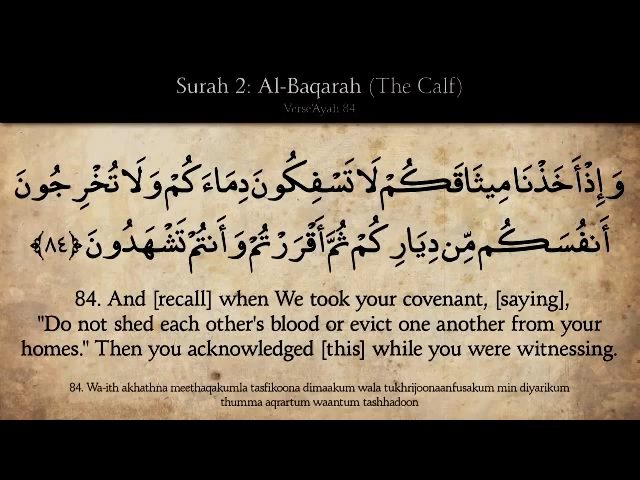 Surah 2: Al-Baqarah (The Calf)
Verse'Ayah 84
وَإِذْ أَخَذْنَا مِيثَاقَكُمْ لَا تَسْفِكُونَ دِمَاءَكُمْ وَلَا تُخْرِجُونَ
أَنفُسَكُم مِّن دِيَارِكُمْ ثُمَّ أَقْرَرْتُمْ وَأَنتُمْ تَشْهَدُونَ ﴿٨٤﴾
84. And [recall] when We took your covenant, [saying],
"Do not shed each other's blood or evict one another from your
homes." Then you acknowledged [this] while you were witnessing.
84. Wa-ith akhathna meethaqakumla tasfikoona dimaakum wala tukhrijoonaanfusakum min diyarikum
thumma aqrartum waantum tashhadoon